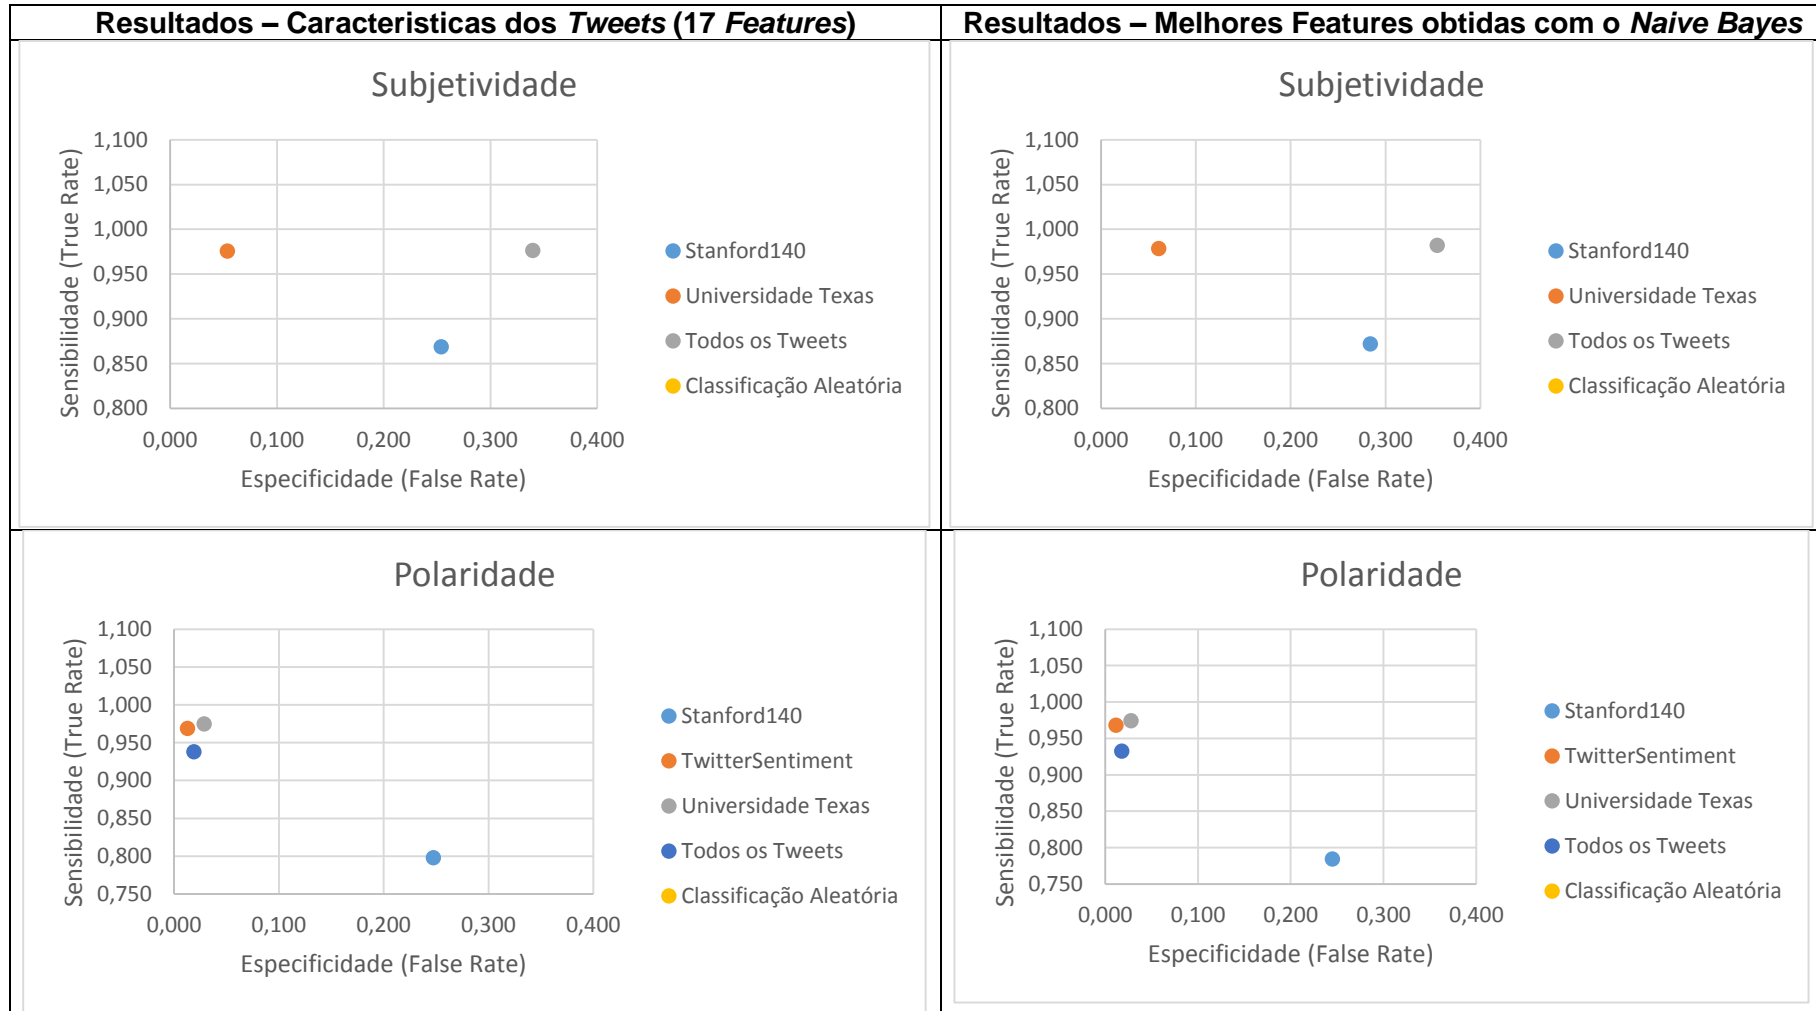 Resultados – Caracteristicas dos Tweets (17 Features)
Resultados – Melhores Features obtidas com o Naive Bayes
Subjetividade
Sensibilidade (True Rate)
1,100
1,050
1,000
0,950
0,900
0,850
0,800
0,000 0,100 0,200 0,300 0,400
Especificidade (False Rate)
Stanford140
Universidade Texas
Todos os Tweets
Classificação Aleatória
Subjetividade
Sensibilidade (True Rate)
1,100
1,050
1,000
0,950
0,900
0,850
0,800
0,000 0,100 0,200 0,300 0,400
Especificidade (False Rate)
Stanford140
Universidade Texas
Todos os Tweets
Classificação Aleatória
Polaridade
Sensibilidade (True Rate)
1,100
1,050
1,000
0,950
0,900
0,850
0,800
0,750
0,000 0,100 0,200 0,300 0,400
Especificidade (False Rate)
Stanford140
TwitterSentiment
Universidade Texas
Todos os Tweets
Classificação Aleatória
Polaridade
Sensibilidade (True Rate)
1,100
1,050
1,000
0,950
0,900
0,850
0,800
0,750
0,000 0,100 0,200 0,300 0,400
Especificidade (False Rate)
Stanford140
TwitterSentiment
Universidade Texas
Todos os Tweets
Classificação Aleatória